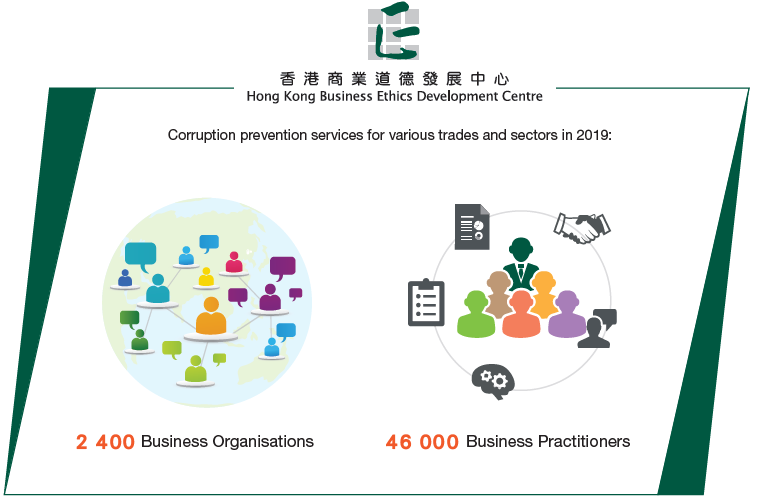 香港商業道德發展中心
Hong Kong Business Ethics Development Centre
Corruption prevention services for various trades and sectors in 2019:
2 400 Business Organisations
46 000 Business Practitioners